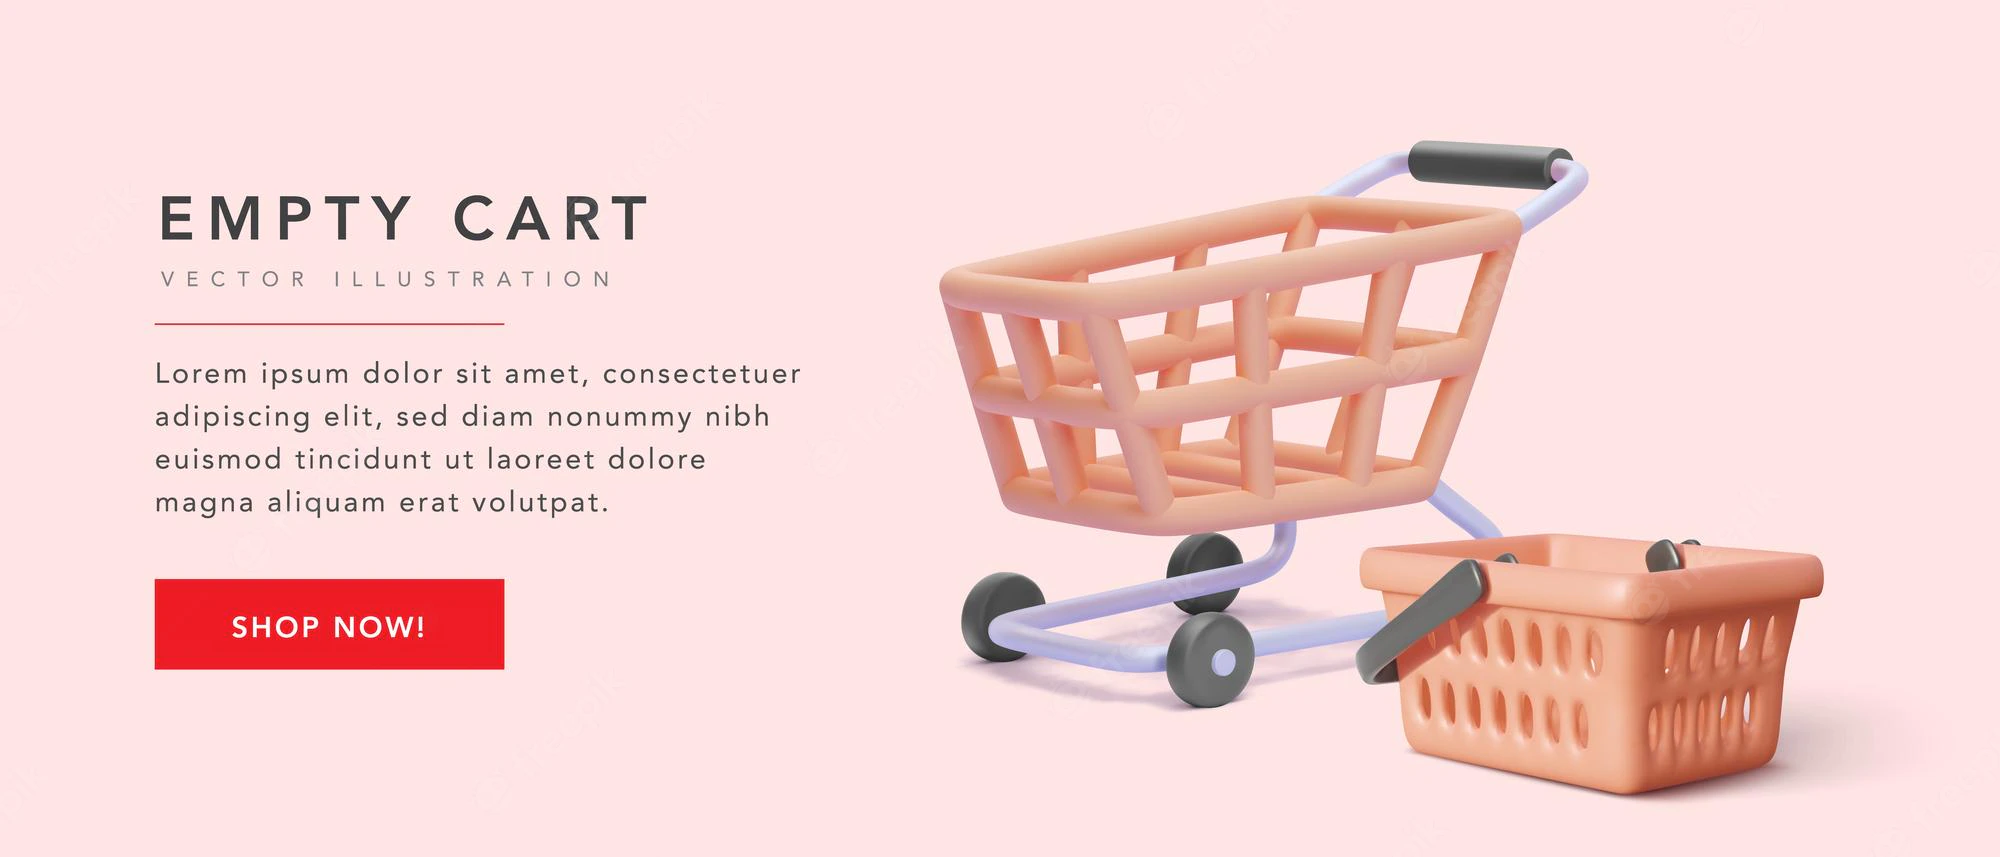 EMPTY CART
VECTOR ILLUSTRATION
Lorem ipsum dolor sit amet, consectetuer
adipiscing elit, sed diam nonummy nibh
euismod tincidunt ut laoreet dolore
magna aliquam erat volutpat.
SHOP NOW!